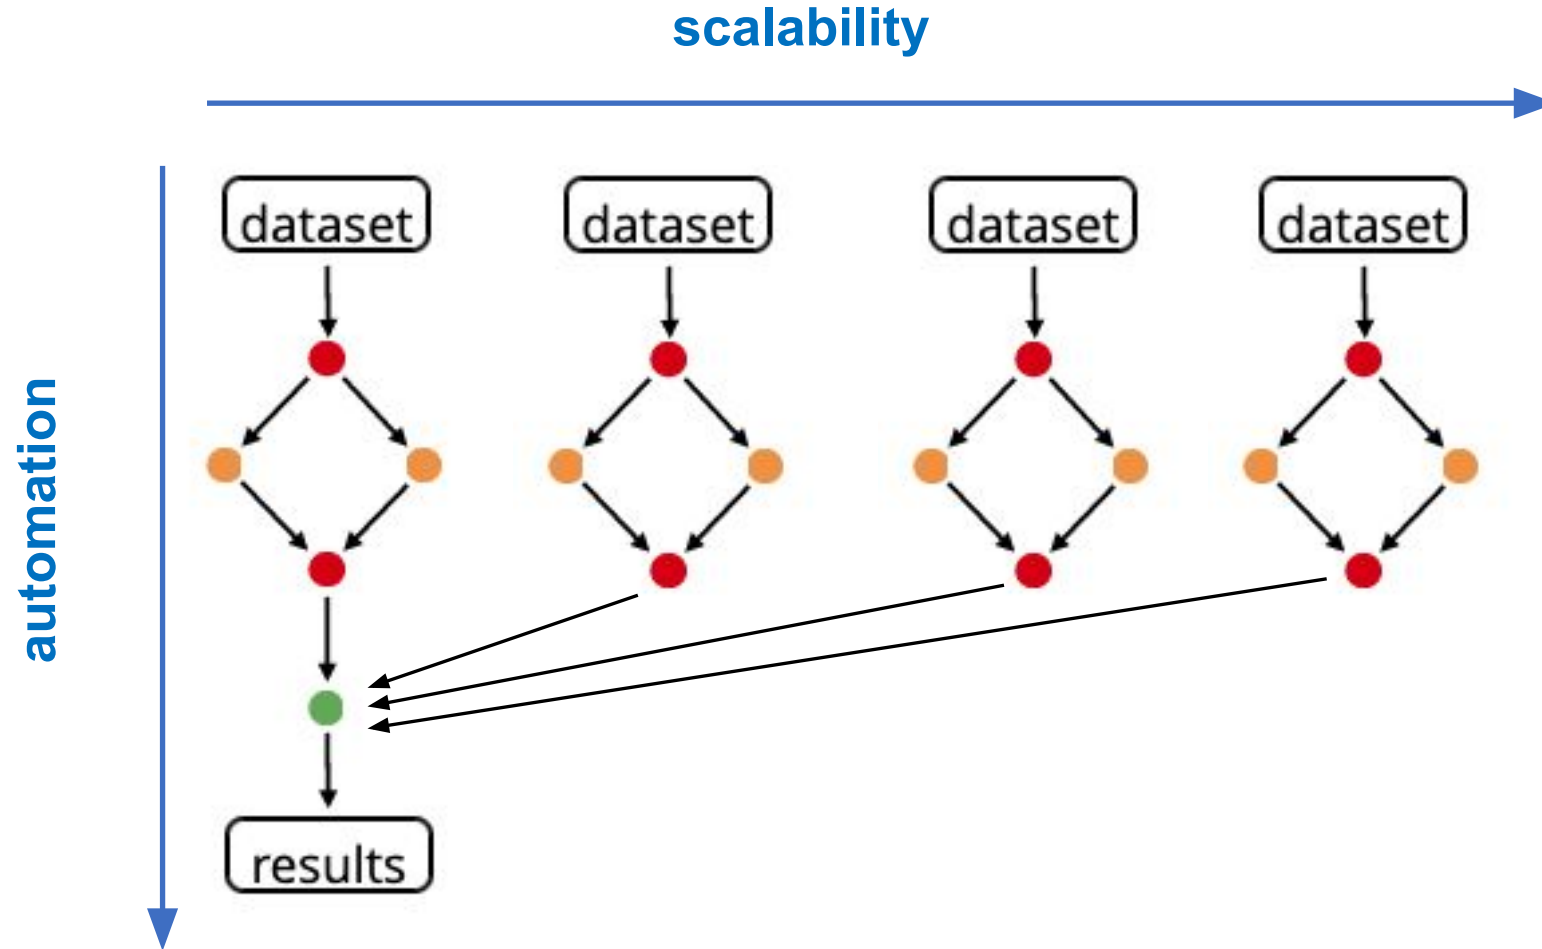 scalability
dataset
dataset
dataset
dataset
automation
results